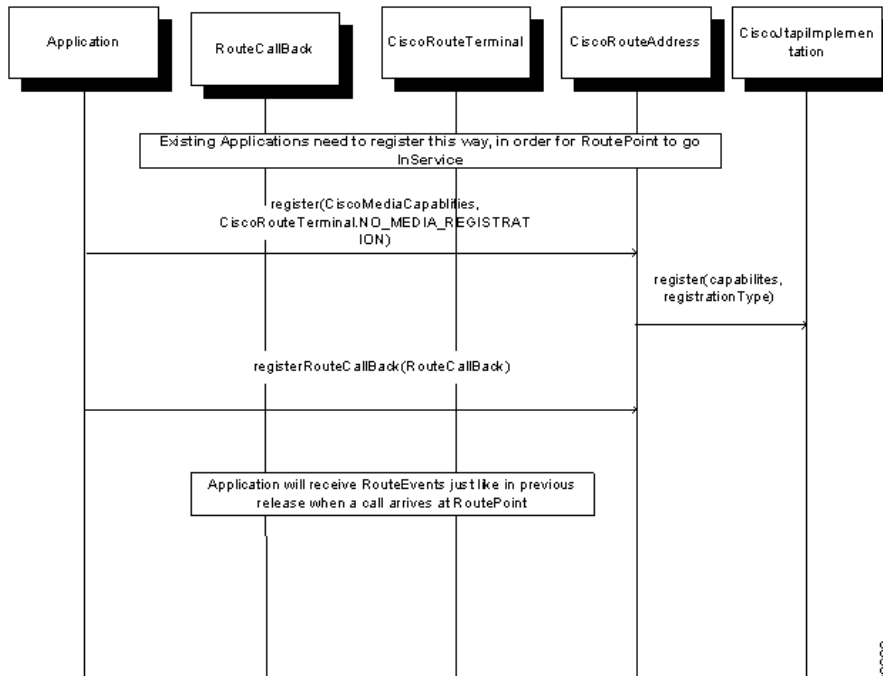 Application
RouteCallBack
CiscoRouteTerminal
CiscoRouteAddress
CiscoJtapiImplemen
tation
Existing Applications need to register this way, in order for RoutePoint to go
InService
register(CiscoMediaCapablities,
CiscoRouteTerminal.NO_MEDIA_REGISTRAT
ION)
register(capabilites,
registrationType)
registerRouteCallBack(RouteCallBack)
Application will receive RouteEvents just like in previous
release when a call arrives at RoutePoint